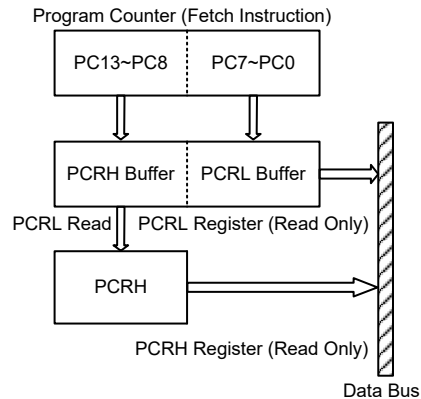 Program Counter (Fetch Instruction)
PC13~PC8 PC7~PC0
PCRH Buffer PCRL Buffer
PCRL Read PCRL Register (Read Only)
PCRH
PCRH Register (Read Only)
Data Bus